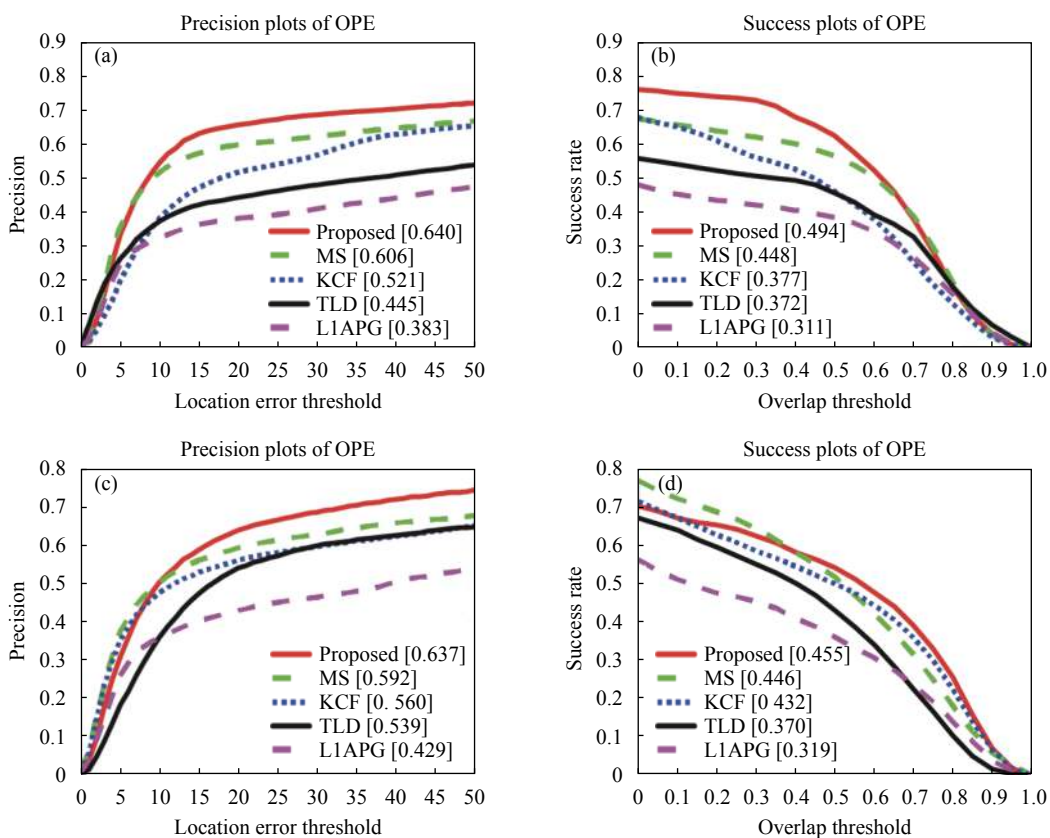 Precision plots of OPE
0.9
0.8
0.7
0.6
0.5
0.4
0.3
0.2
0.1
0
Precision
(a)
Proposed [0.640]
MS [0.606]
KCF [0.521]
TLD [0.445]
L1APG [0.383]
0 5 10 15 20 25 30 35 40 45 50
Location error threshold
Success plots of OPE
0.9
0.8
0.7
0.6
0.5
0.4
0.3
0.2
0.1
0
Success rate
(b)
Proposed [0.494]
MS [0.448]
KCF [0.377]
TLD [0.372]
L1APG [0.311]
0 0.1 0.2 0.3 0.4 0.5 0.6 0.7 0.8 0.9 1.0
Overlap threshold
Precision plots of OPE
0.8
0.7
0.6
0.5
0.4
0.3
0.2
0.1
0
Precision
(c)
Proposed [0.637]
MS [0.592]
KCF [0. 560]
TLD [0.539]
L1APG [0.429]
0 5 10 15 20 25 30 35 40 45 50
Location error threshold
Success plots of OPE
0.8
0.7
0.6
0.5
0.4
0.3
0.2
0.1
0
Success rate
(d)
Proposed [0.455]
MS [0.446]
KCF [0 432]
TLD [0.370]
L1APG [0.319]
0 0.1 0.2 0.3 0.4 0.5 0.6 0.7 0.8 0.9 1.0
Overlap threshold